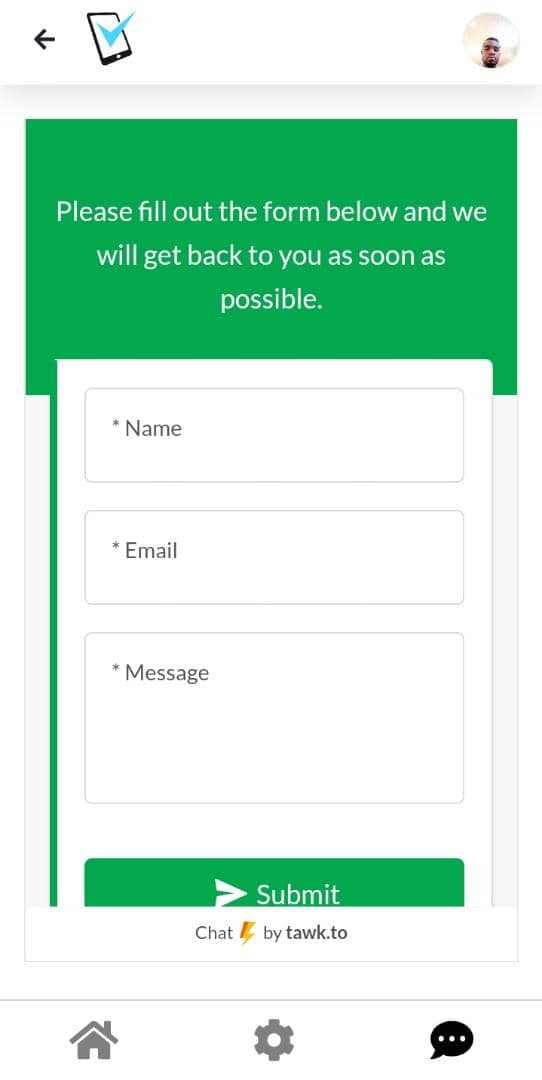 Please fill out the form below and we
will get back to you as soon as
possible.
* Name
* Email
* Message
Submit
Chat ⚡ by tawk.to